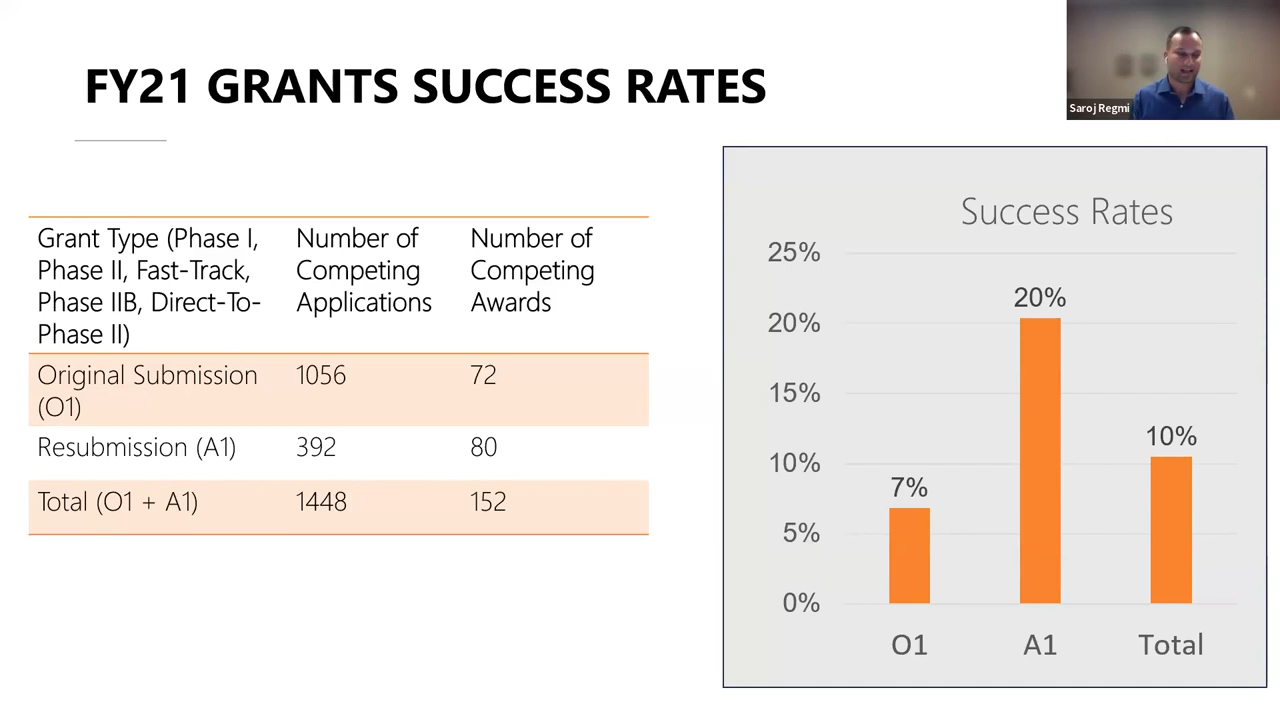 FY21 GRANTS SUCCESS RATES
Saroj Regmi
Grant Type (Phase I,
Phase II, Fast-Track,
Phase IIB, Direct-To-
Phase II)
Number of
Competing
Applications
Number of
Competing
Awards
Original Submission
(O1)
1056
72
Resubmission (A1)
392
80
Total (O1 + A1)
1448
152
Success Rates
25%
20%
15%
10%
5%
0%
7%
20%
10%
O1
A1
Total